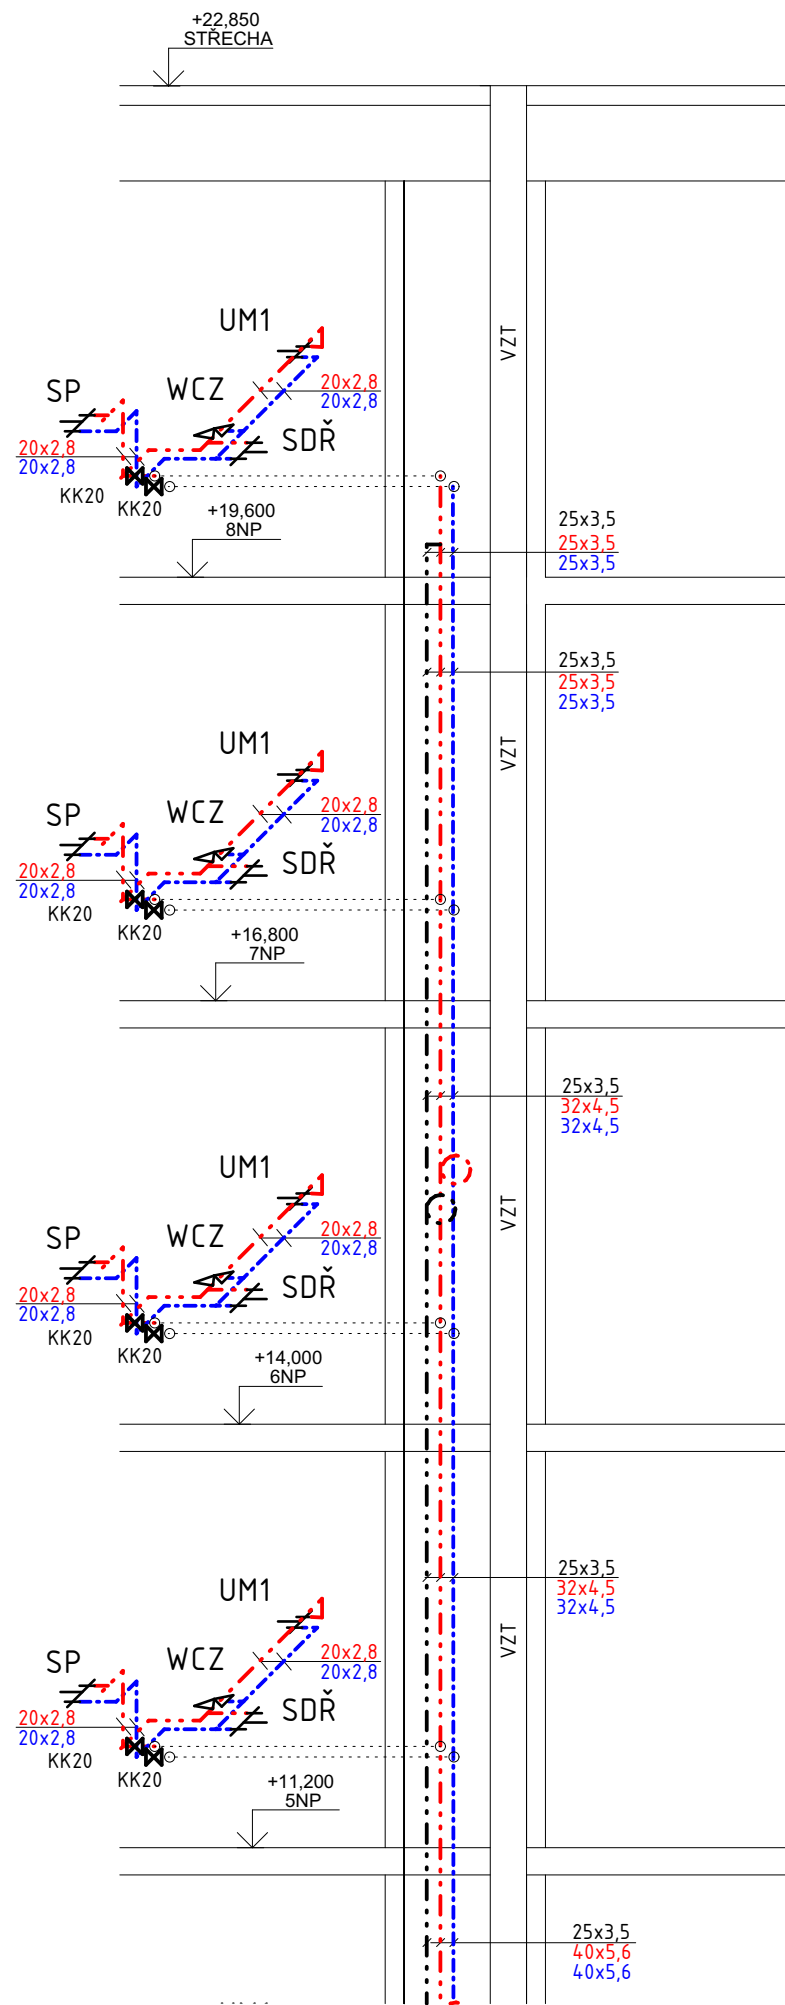 +22,850
STŘECHA
VZT
UM1
WCZ
20x2,8
20x2,8
SP
SDŘ
20x2,8
20x2,8
KK20
KK20
+19,600
8NP
25x3,5
25x3,5
25x3,5
25x3,5
25x3,5
25x3,5
VZT
UM1
WCZ
20x2,8
20x2,8
SP
SDŘ
20x2,8
20x2,8
KK20
KK20
+16,800
7NP
25x3,5
32x4,5
32x4,5
VZT
UM1
WCZ
20x2,8
20x2,8
SP
SDŘ
20x2,8
20x2,8
KK20
KK20
+14,000
6NP
25x3,5
32x4,5
32x4,5
VZT
UM1
WCZ
20x2,8
20x2,8
SP
SDŘ
20x2,8
20x2,8
KK20
KK20
+11,200
5NP
25x3,5
40x5,6
40x5,6